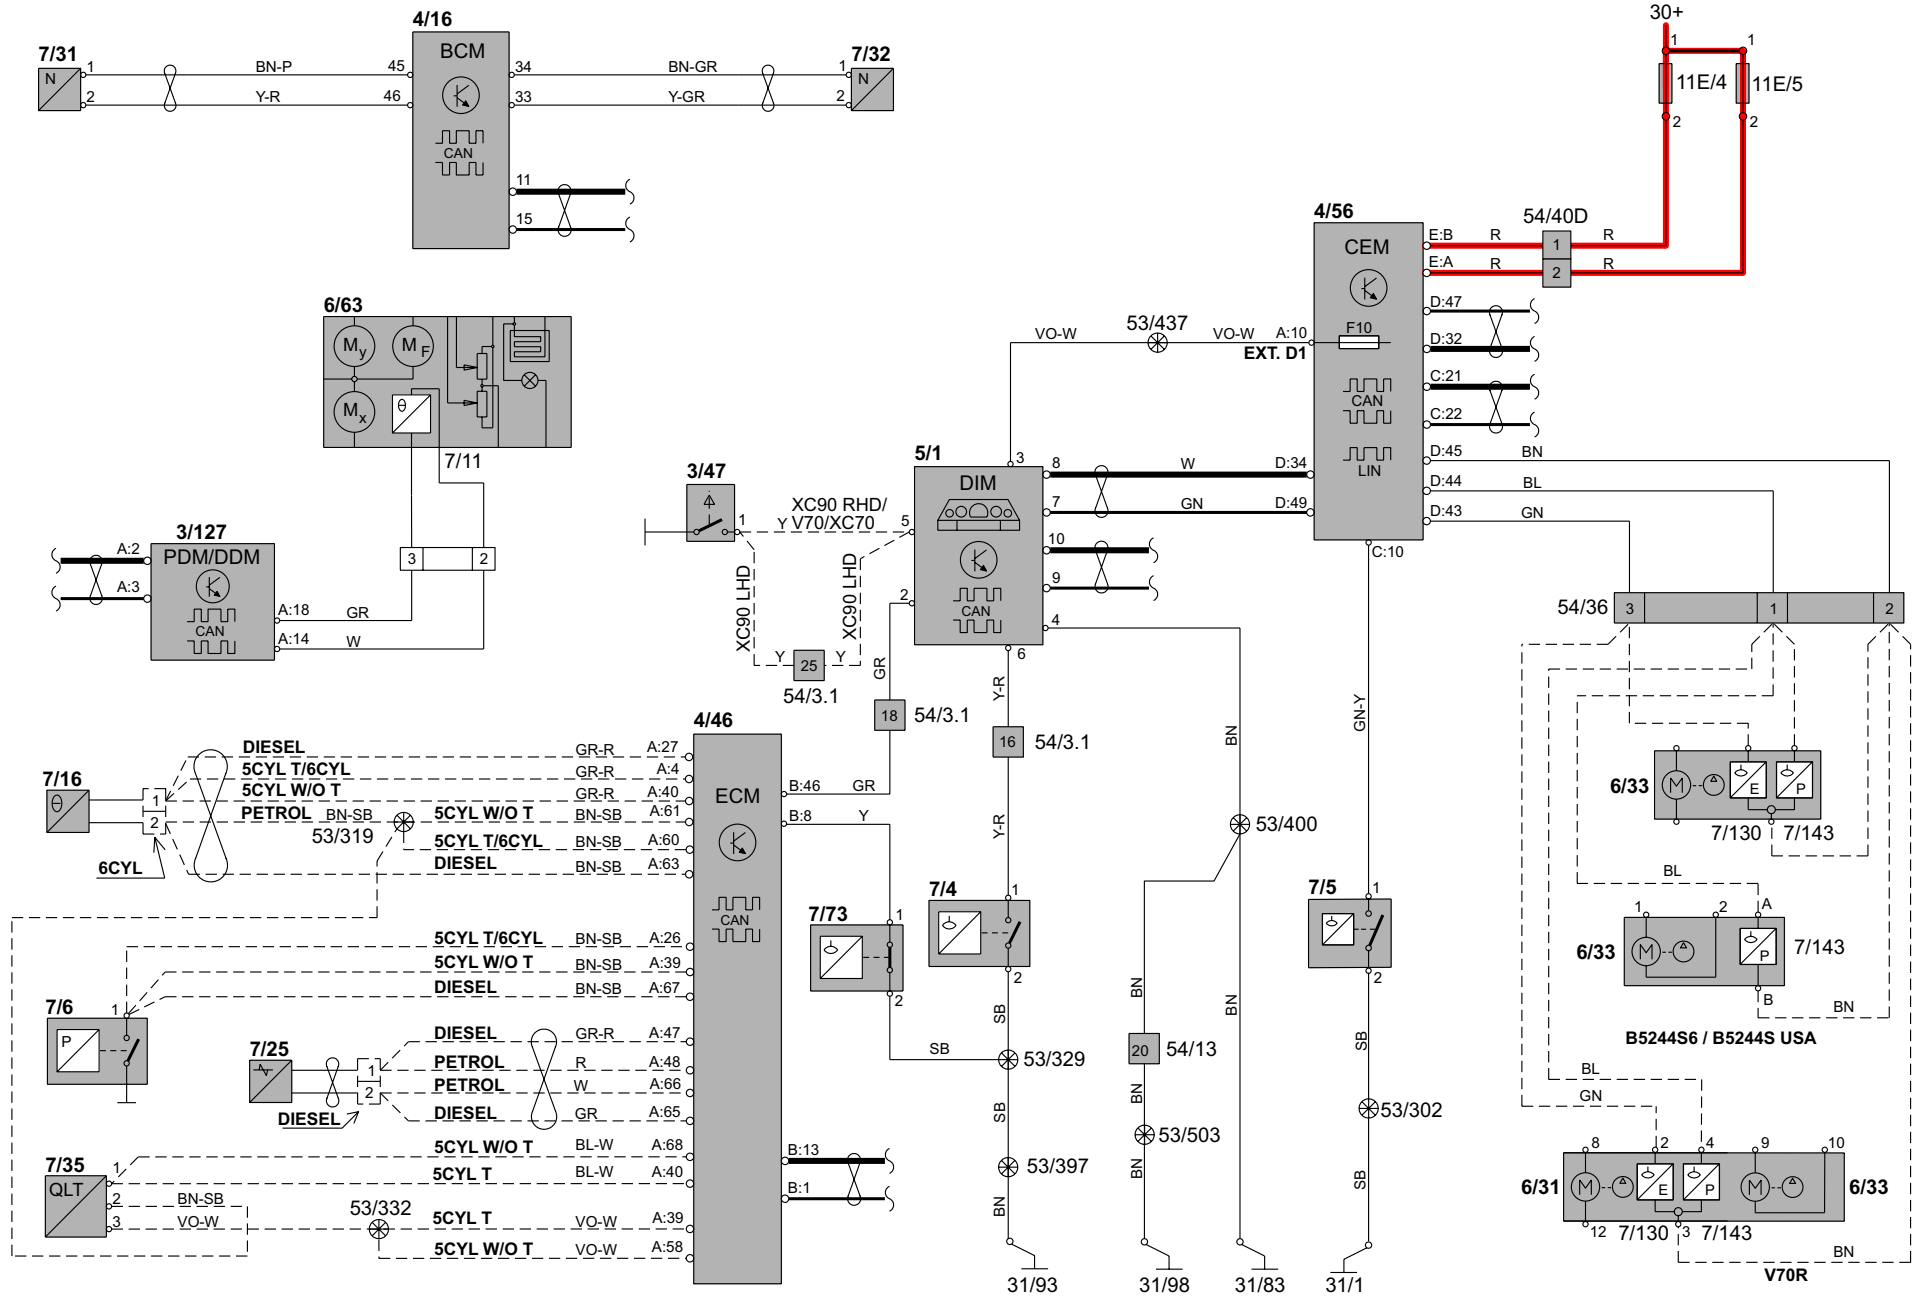 4/16
BCM
7/31
N
1
2
BN-P
Y-R
45
46
34
33
BN-GR
Y-GR
1
2
7/32
N
CAN
11
15
30+
1
1
11E/4
11E/5
2
2
4/56
CEM
E:B
R
54/40D
1
R
E:A
R
2
R
D:47
D:32
C:21
C:22
D:45
BN
D:44
BL
D:43
GN
F10
CAN
LIN
VO-W
53/437
VO-W
A:10
EXT. D1
6/63
My
MF
Mx
θ
7/11
3
2
3/127
PDM/DDM
CAN
A:2
A:3
A:18
GR
A:14
W
3/47
1
Y
XC90 RHD/
V70/XC70
XC90 LHD
XC90 LHD
Y
25
Y
54/3.1
5/1
DIM
CAN
3
5
2
8
W
D:34
7
GN
D:49
10
9
4
6
C:10
GR
18
54/3.1
Y-R
16
54/3.1
Y-R
BN
GN-Y
54/36
3
1
2
4/46
ECM
CAN
7/16
θ
1
2
6CYL
DIESEL
GR-R
A:27
5CYL T/6CYL
GR-R
A:4
5CYL W/O T
GR-R
A:40
PETROL
BN-SB
53/319
5CYL W/O T
BN-SB
A:61
5CYL T/6CYL
BN-SB
A:60
DIESEL
BN-SB
A:63
B:46
GR
B:8
Y
5CYL T/6CYL
BN-SB
A:26
5CYL W/O T
BN-SB
A:39
DIESEL
BN-SB
A:67
7/6
1
P
7/25
1
2
DIESEL
DIESEL
GR-R
A:47
PETROL
R
A:48
PETROL
W
A:66
DIESEL
GR
A:65
5CYL W/O T
BL-W
A:68
5CYL T
BL-W
A:40
7/35
QLT
1
2
BN-SB
3
VO-W
53/332
5CYL T
VO-W
A:39
5CYL W/O T
VO-W
A:58
B:13
B:1
7/73
1
2
SB
7/4
1
2
SB
53/329
SB
53/397
BN
31/93
53/400
BN
BN
20
54/13
BN
53/503
BN
31/98
31/83
7/5
1
2
SB
53/302
SB
31/1
6/33
M
E
P
7/130
7/143
BL
1
2
A
6/33
M
P
7/143
B
BN
B5244S6 / B5244S USA
BL
GN
8
2
4
9
10
6/31
M
E
P
M
6/33
12
7/130
3
7/143
BN
V70R